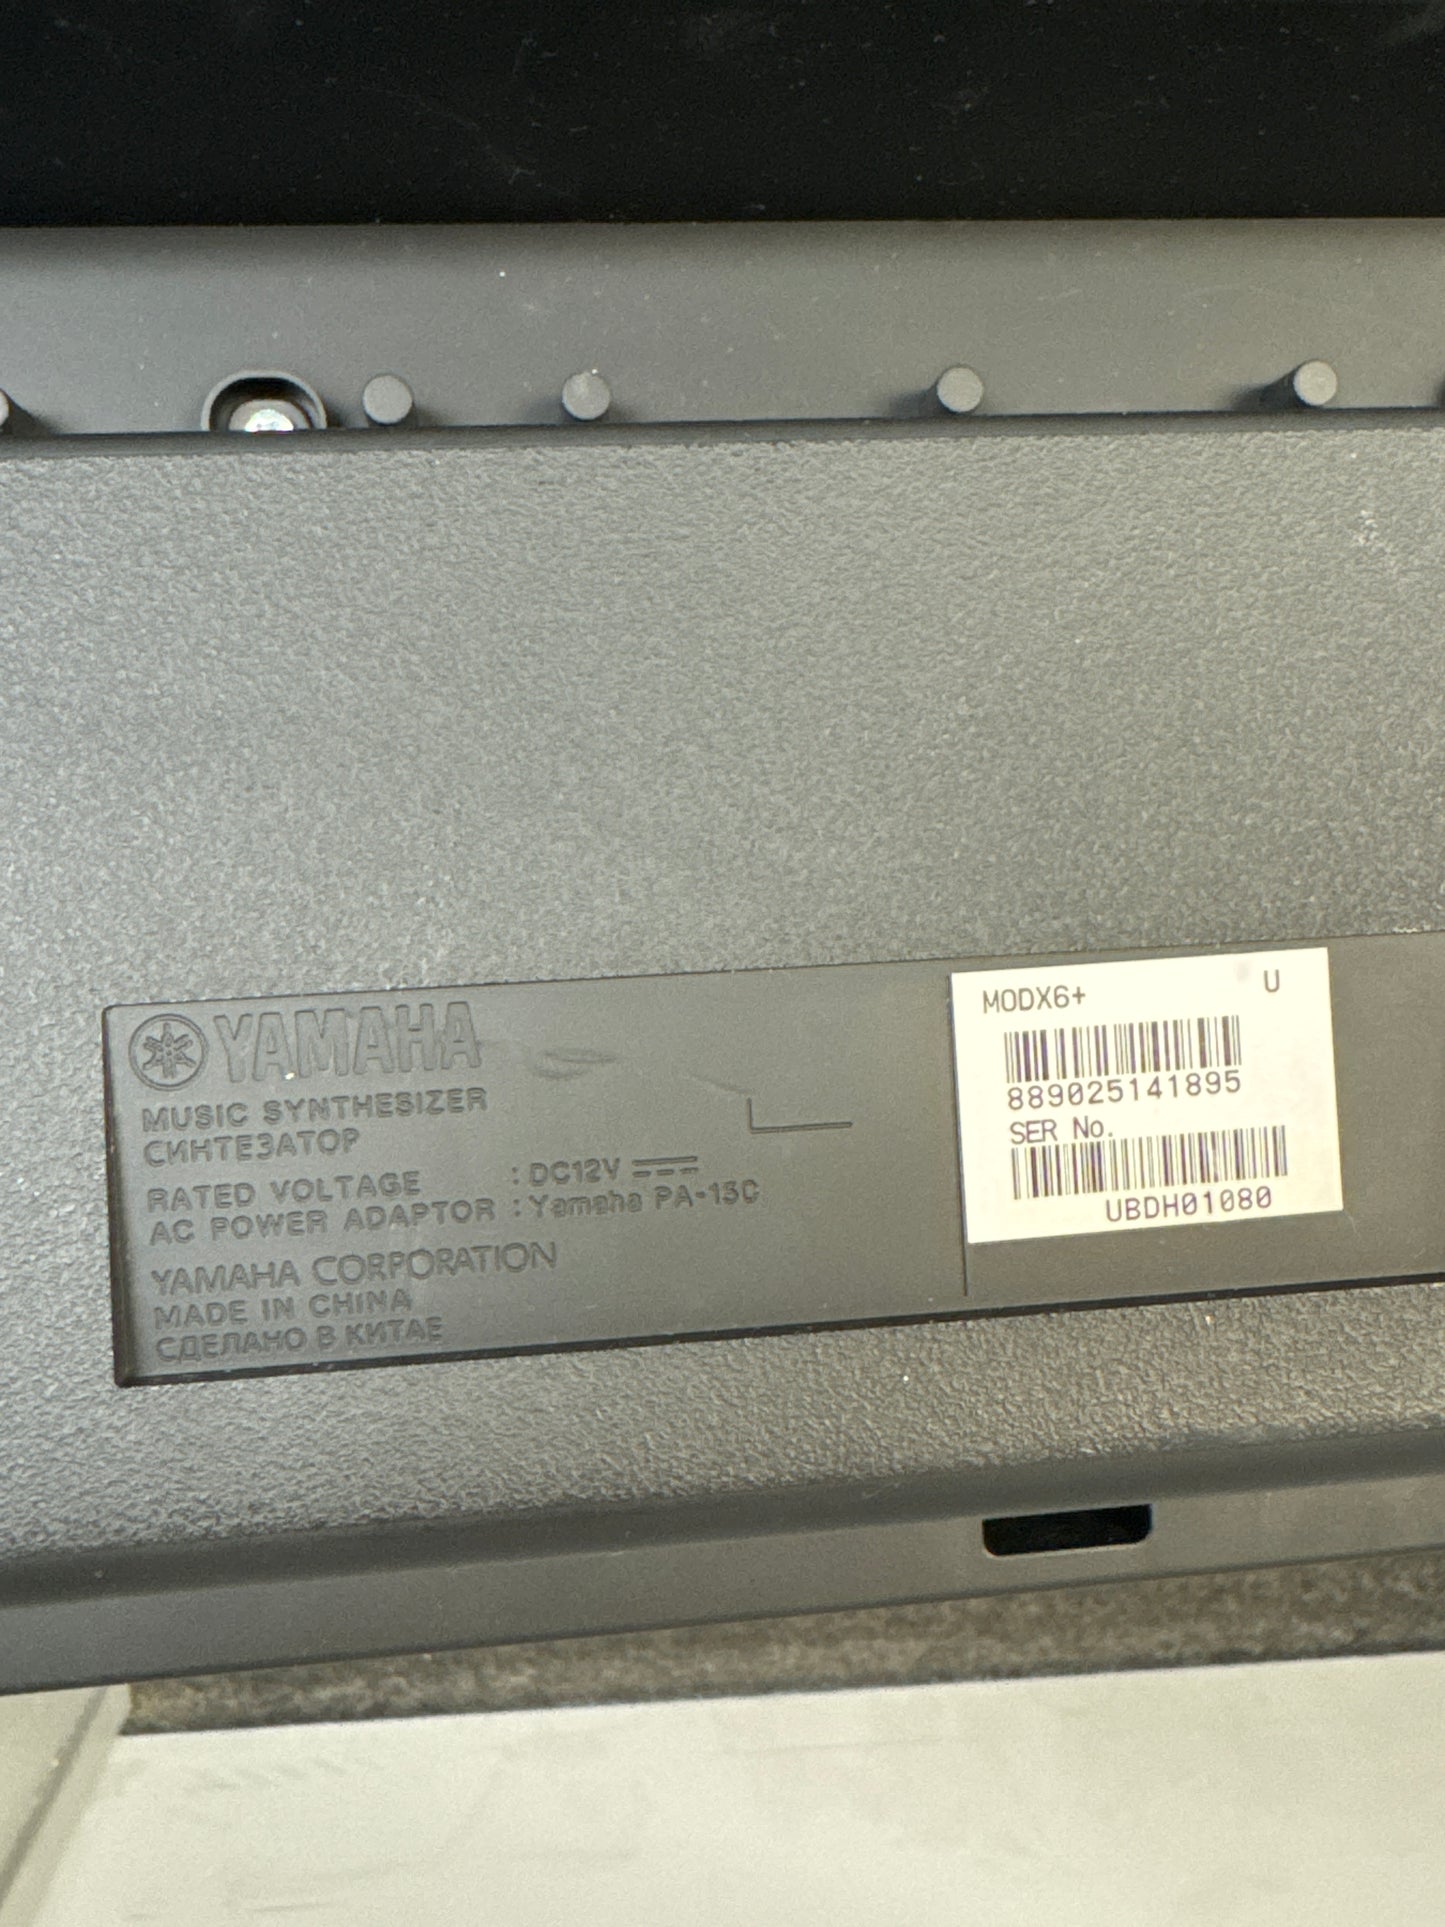 YAMAHA
MUSIC SYNTHESIZER
СИНТЕЗАТОР
RATED VOLTAGE : DC12V
AC POWER ADAPTOR : Yamaha PA-15C
YAMAHA CORPORATION
MADE IN CHINA
СДЕЛАНО В КИТАЕ
MODX6+ U
889025141895
SER No.
UBDH01080